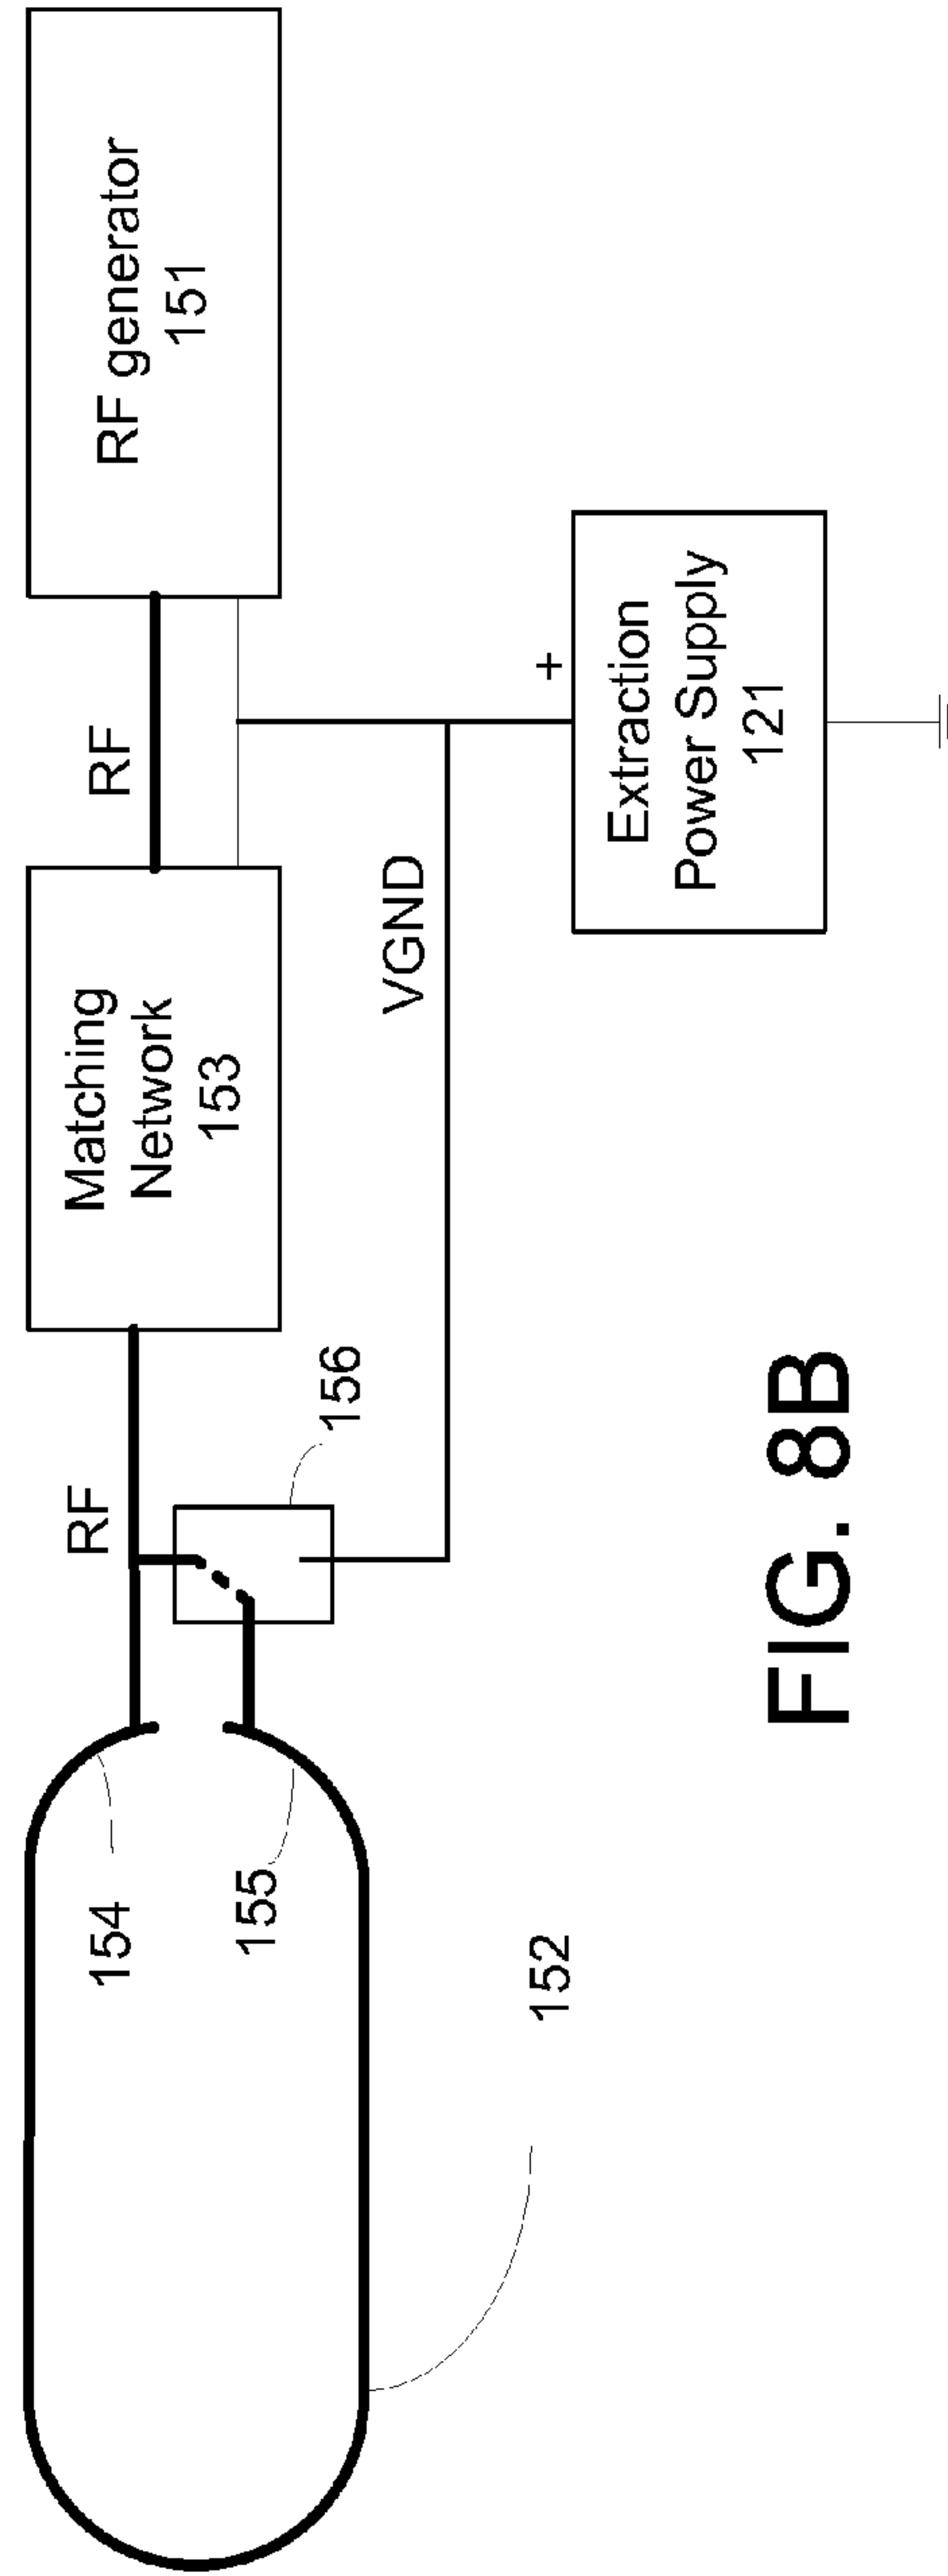 RF generator
151
RF
Matching
Network
153
RF
156
VGND
+
Extraction
Power Supply
121
154
155
152
FIG. 8B